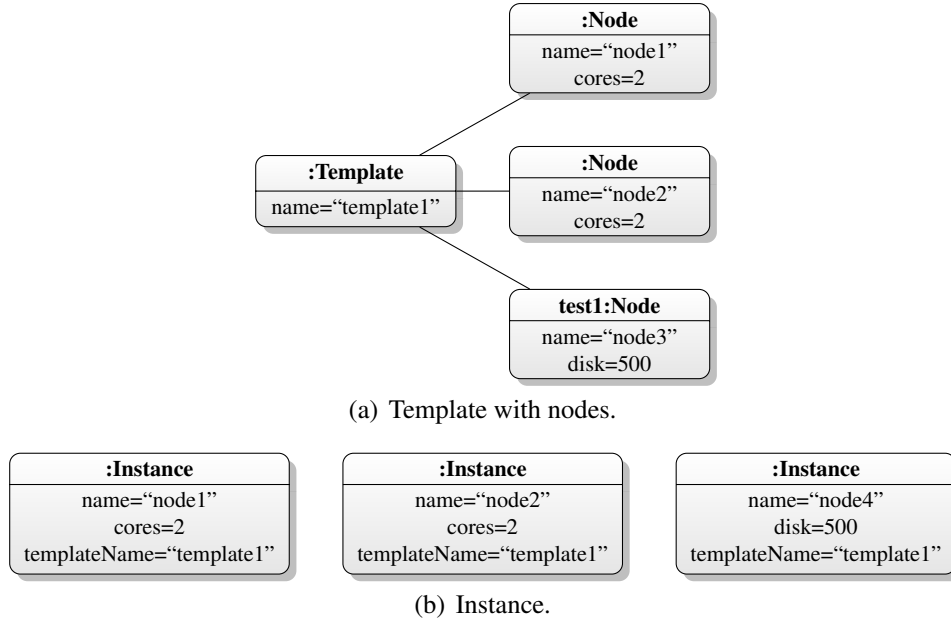 :Node
name=“node1”
cores=2
:Template
name=“template1”
:Node
name=“node2”
cores=2
test1:Node
name=“node3”
disk=500
(a) Template with nodes.
:Instance
name=“node1”
cores=2
templateName=“template1”
:Instance
name=“node2”
cores=2
templateName=“template1”
:Instance
name=“node4”
disk=500
templateName=“template1”
(b) Instance.